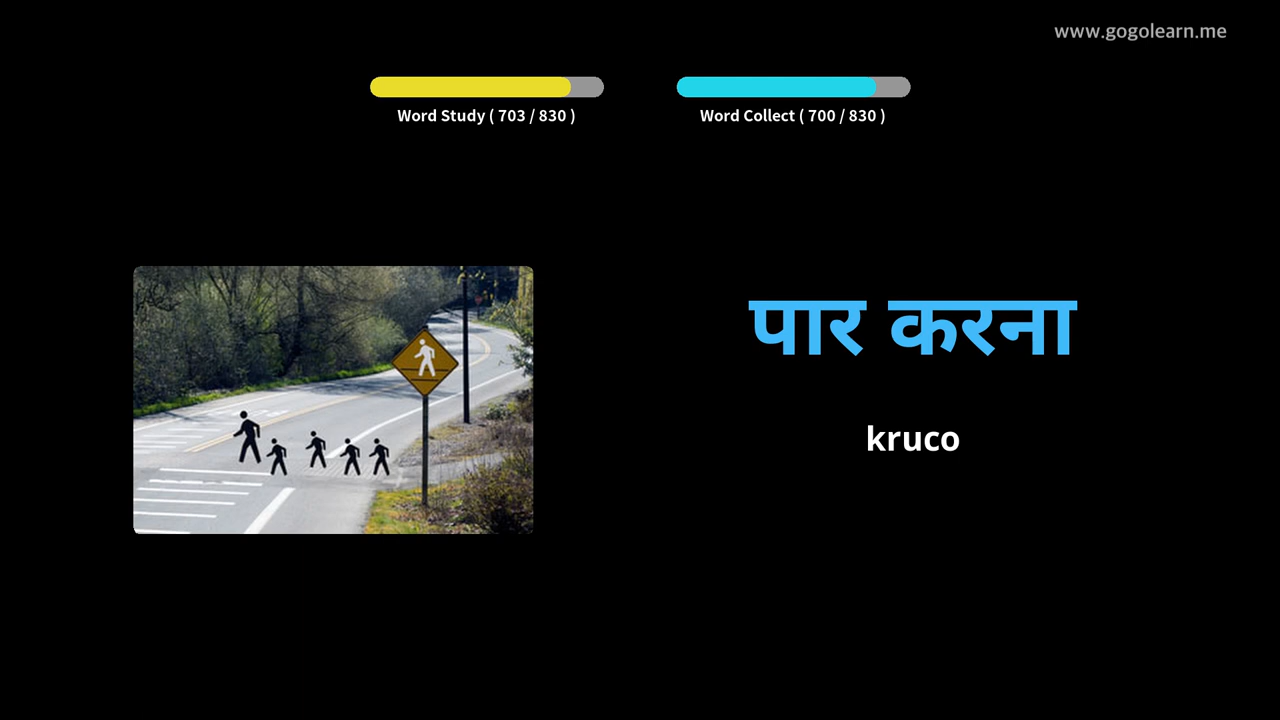 www.gogolearn.me
Word Study ( 703 / 830 )
Word Collect ( 700 / 830 )
पार करना
kruco